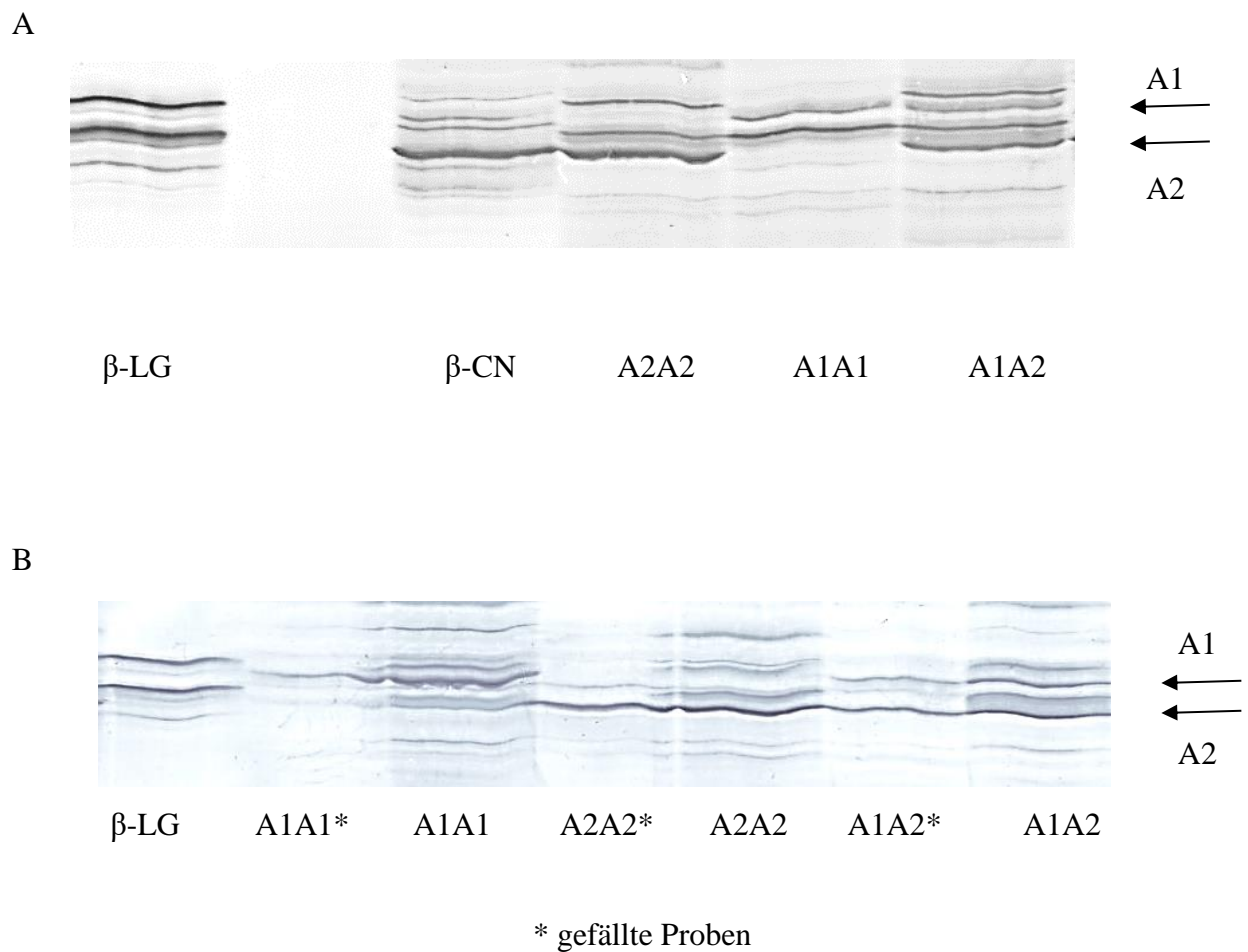 A
A1
A2
β-LG β-CN A2A2 A1A1 A1A2
B
A1
A2
β-LG A1A1* A1A1 A2A2* A2A2 A1A2* A1A2
* gefällte Proben